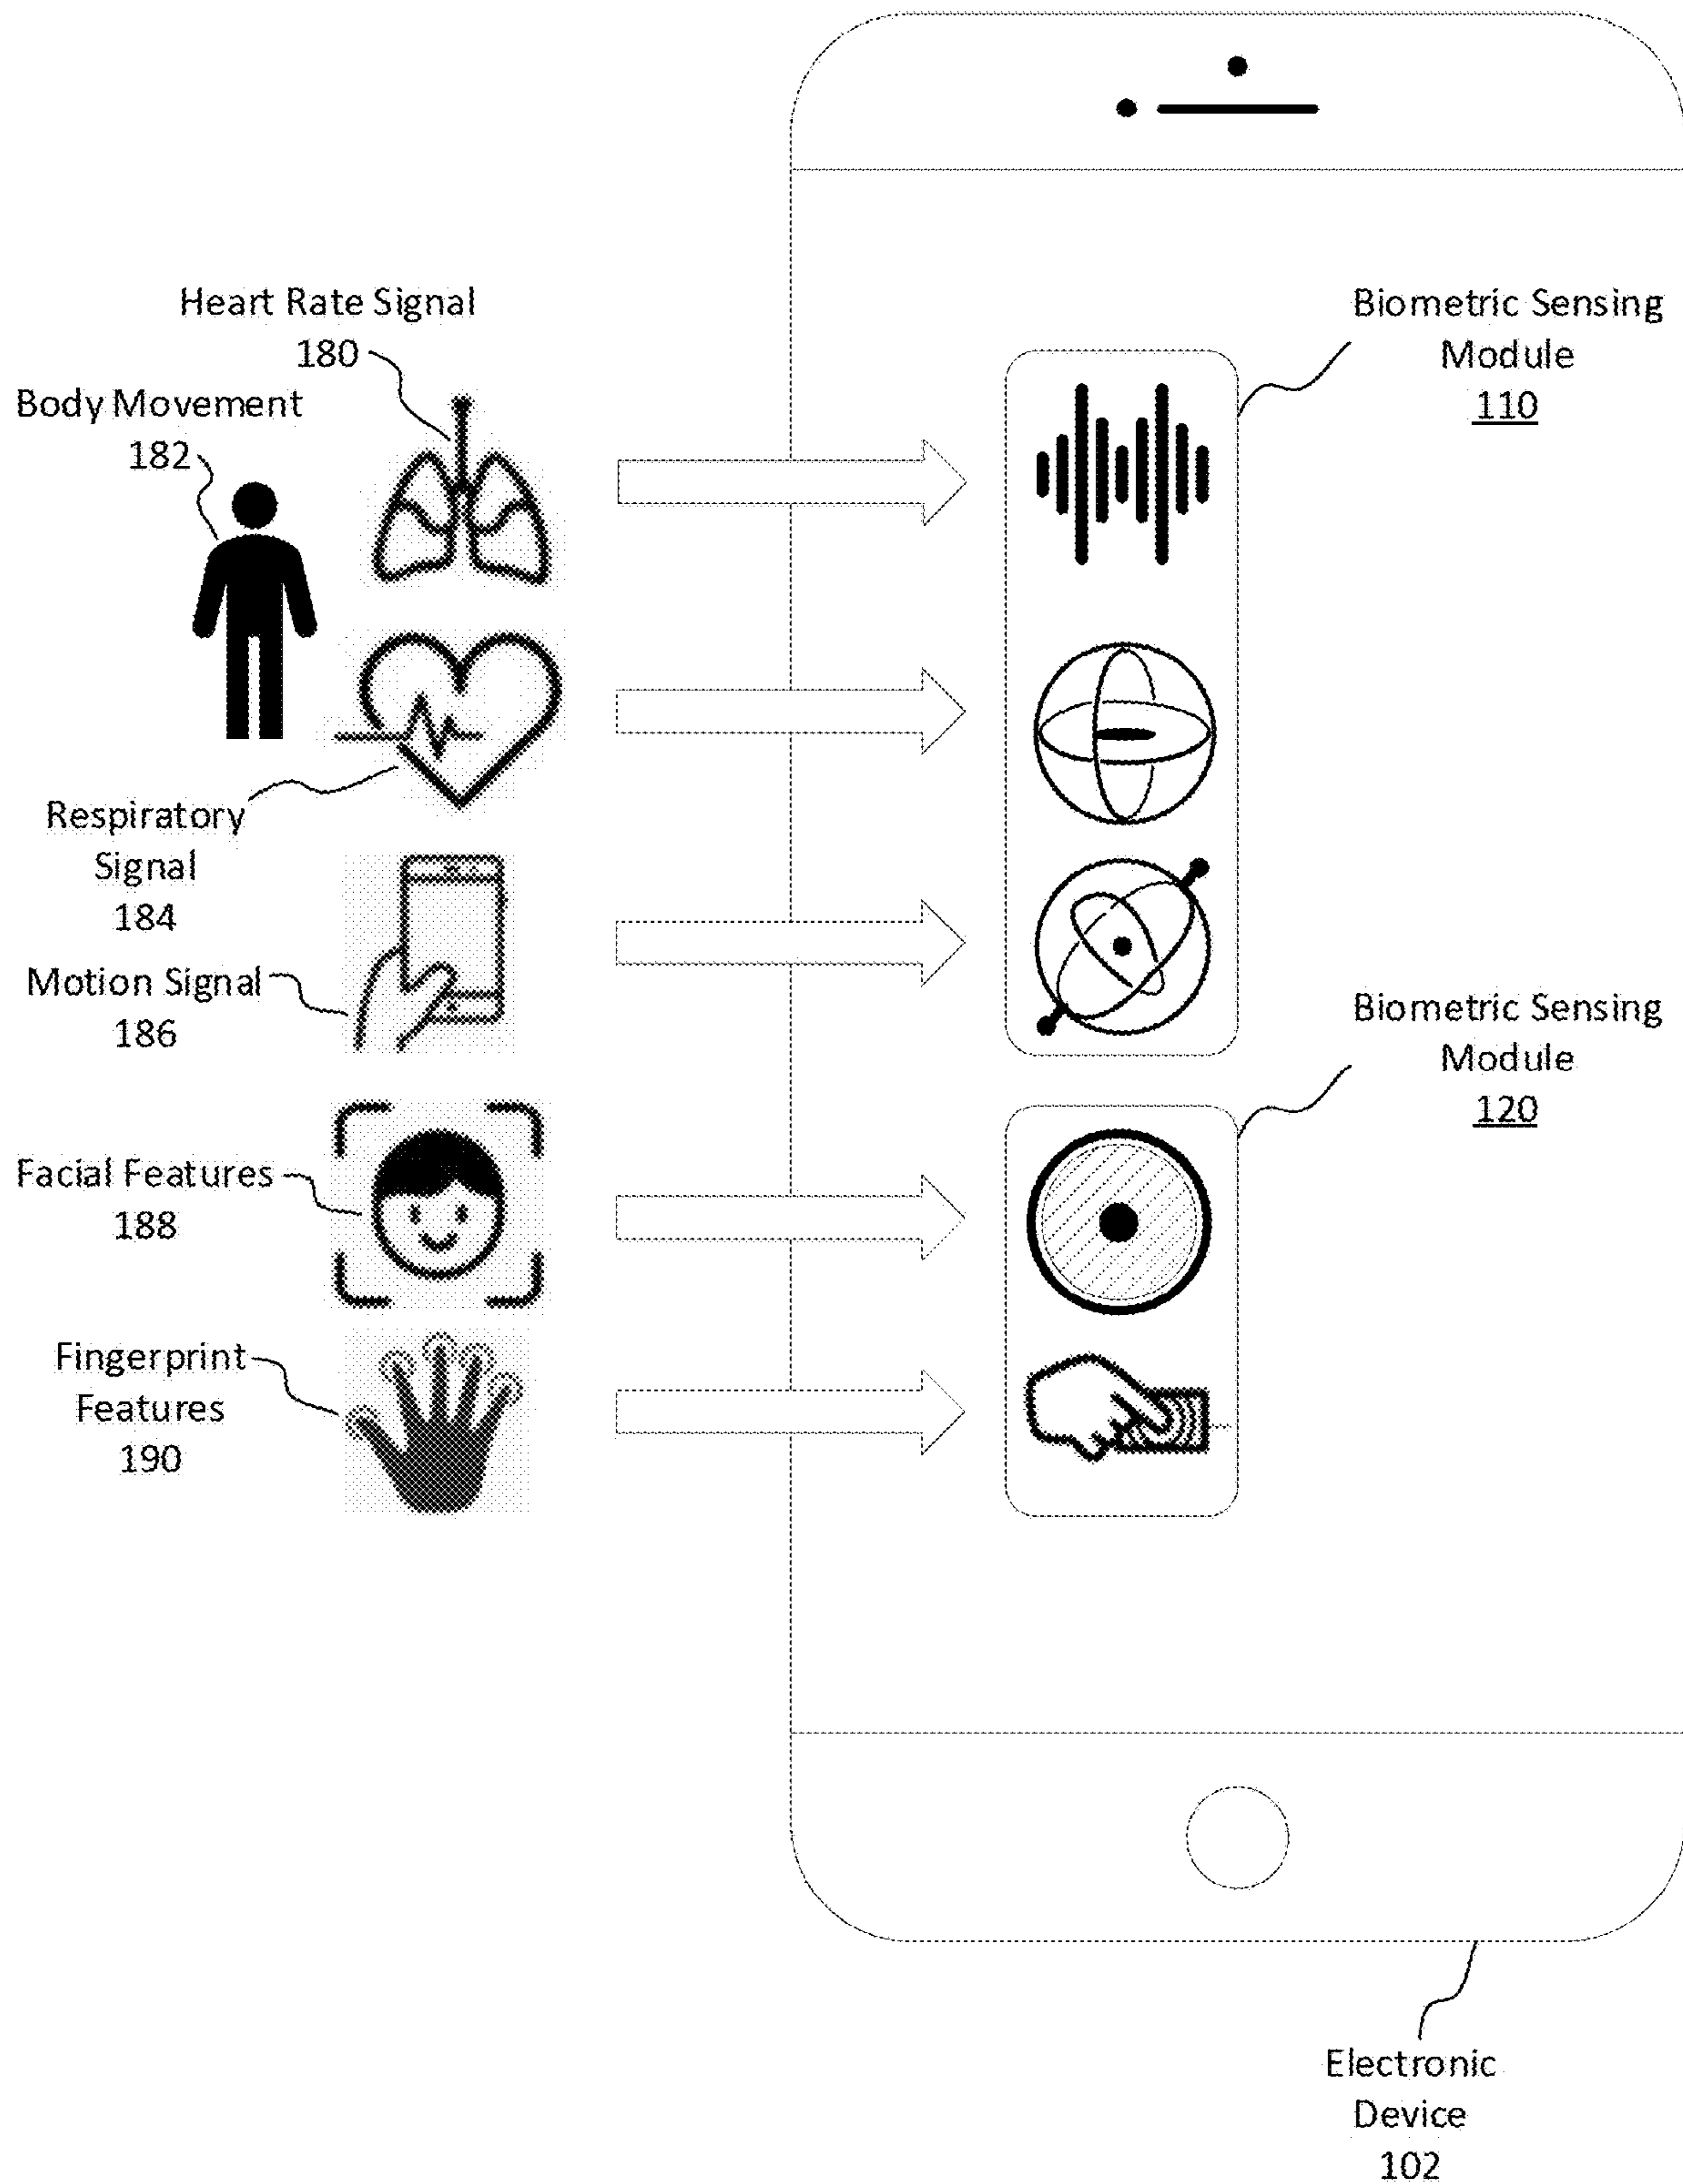 Heart Rate Signal
180
Body Movement
182
Respiratory
Signal
184
Motion Signal
186
Facial Features
188
Fingerprint
Features
190
Biometric Sensing
Module
110
Biometric Sensing
Module
120
Electronic
Device
102